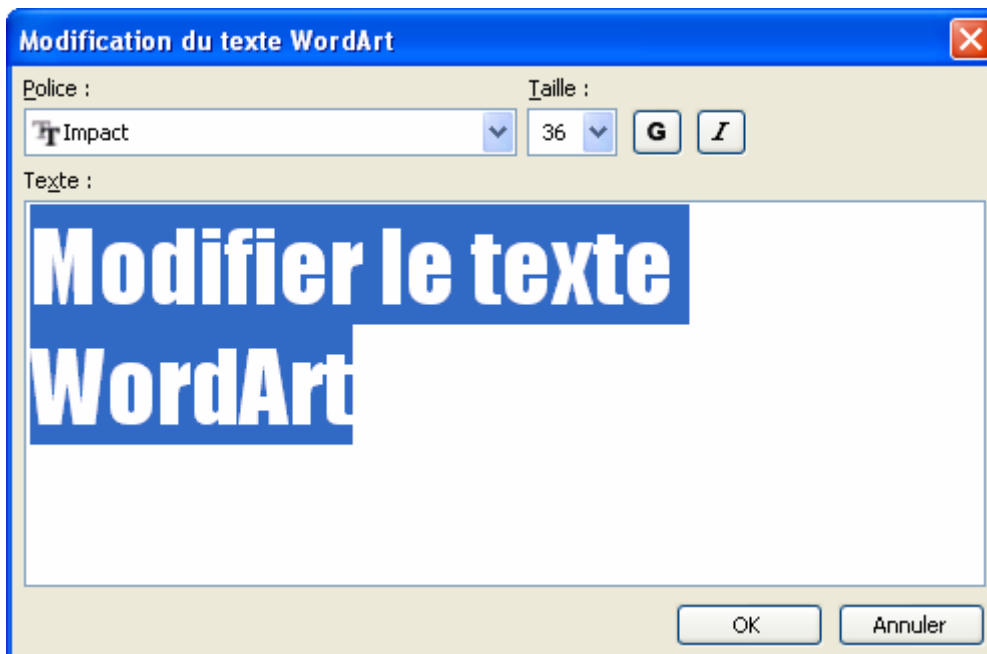 Modification du texte WordArt
Police :
Taille :
Impact
36
G
I
Texte :
Modifier le texte
WordArt
OK
Annuler